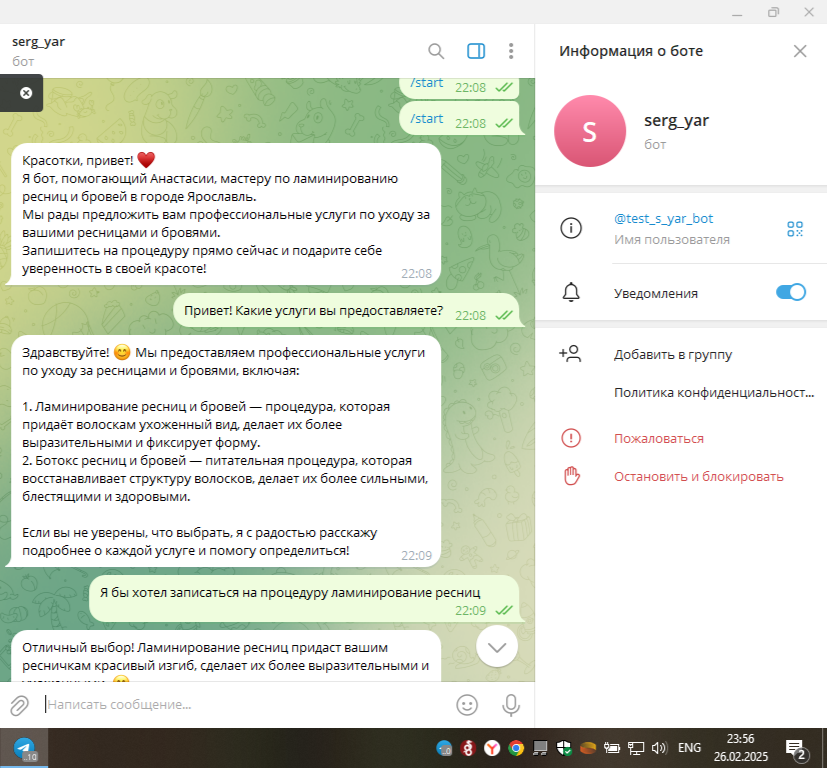 serg_yar
бот
/start 22:08
/start 22:08
Красотки, привет!
Я бот, помогающий Анастасии, мастеру по ламинированию
ресниц и бровей в городе Ярославль.
Мы рады предложить вам профессиональные услуги по уходу за
вашими ресницами и бровями.
Запишитесь на процедуру прямо сейчас и подарите себе
уверенность в своей красоте!
22:08
Привет! Какие услуги вы предоставляете? 22:08
Здравствуйте! 😊 Мы предоставляем профессиональные услуги
по уходу за ресницами и бровями, включая:
1. Ламинирование ресниц и бровей — процедура, которая
придаёт волоскам ухоженный вид, делает их более
выразительными и фиксирует форму.
2. Ботокс ресниц и бровей — питательная процедура, которая
восстанавливает структуру волосков, делает их более сильными,
блестящими и здоровыми.
Если вы не уверены, что выбрать, я с радостью расскажу
подробнее о каждой услуге и помогу определиться!
22:09
Я бы хотел записаться на процедуру ламинирование ресниц
22:09
Отличный выбор! Ламинирование ресниц придаст вашим
ресничкам красивый изгиб, сделает их более выразительными и
Написать сообщение...
Информация о боте
S
serg_yar
бот
@test_s_yar_bot
Имя пользователя
Уведомления
Добавить в группу
Политика конфиденциальност...
Пожаловаться
Остановить и блокировать
..10
ENG
23:56
26.02.2025
2